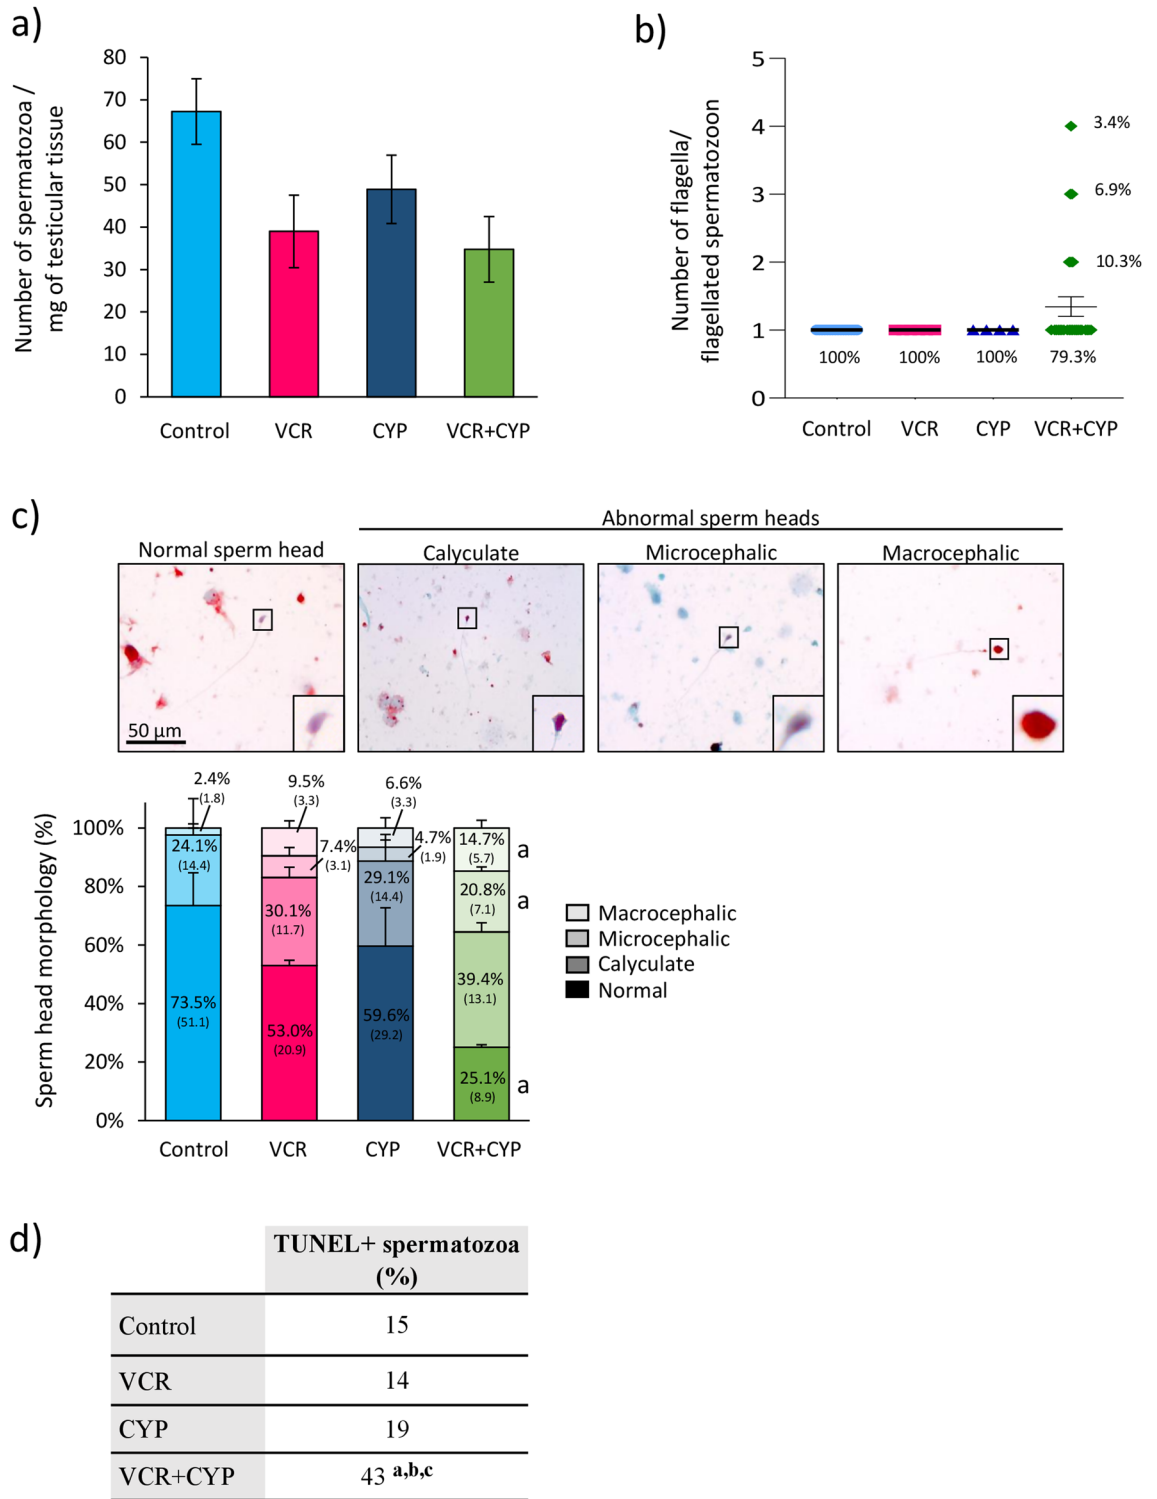 a)
Number of spermatozoa /
mg of testicular tissue
80
70
60
50
40
30
20
10
0
Control VCR CYP VCR+CYP
b)
Number of flagella/
flagellated spermatozoon
5
4
3
2
1
0
3.4%
6.9%
10.3%
100% 100% 100% 79.3%
Control VCR CYP VCR+CYP
c)
Abnormal sperm heads
Normal sperm head Calyculate Microcephalic Macrocephalic
50 µm
Sperm head morphology (%)
100%
80%
60%
40%
20%
0%
2.4%
(1.8)
24.1%
(14.4)
73.5%
(51.1)
9.5%
(3.3)
7.4%
(3.1)
30.1%
(11.7)
53.0%
(20.9)
6.6%
(3.3)
4.7%
(1.9)
29.1%
(14.4)
59.6%
(29.2)
14.7%
(5.7)
a
20.8%
(7.1)
a
39.4%
(13.1)
25.1%
(8.9)
a
Control VCR CYP VCR+CYP
Macrocephalic
Microcephalic
Calyculate
Normal
d)
TUNEL+ spermatozoa
(%)
Control 15
VCR 14
CYP 19
VCR+CYP 43 a,b,c